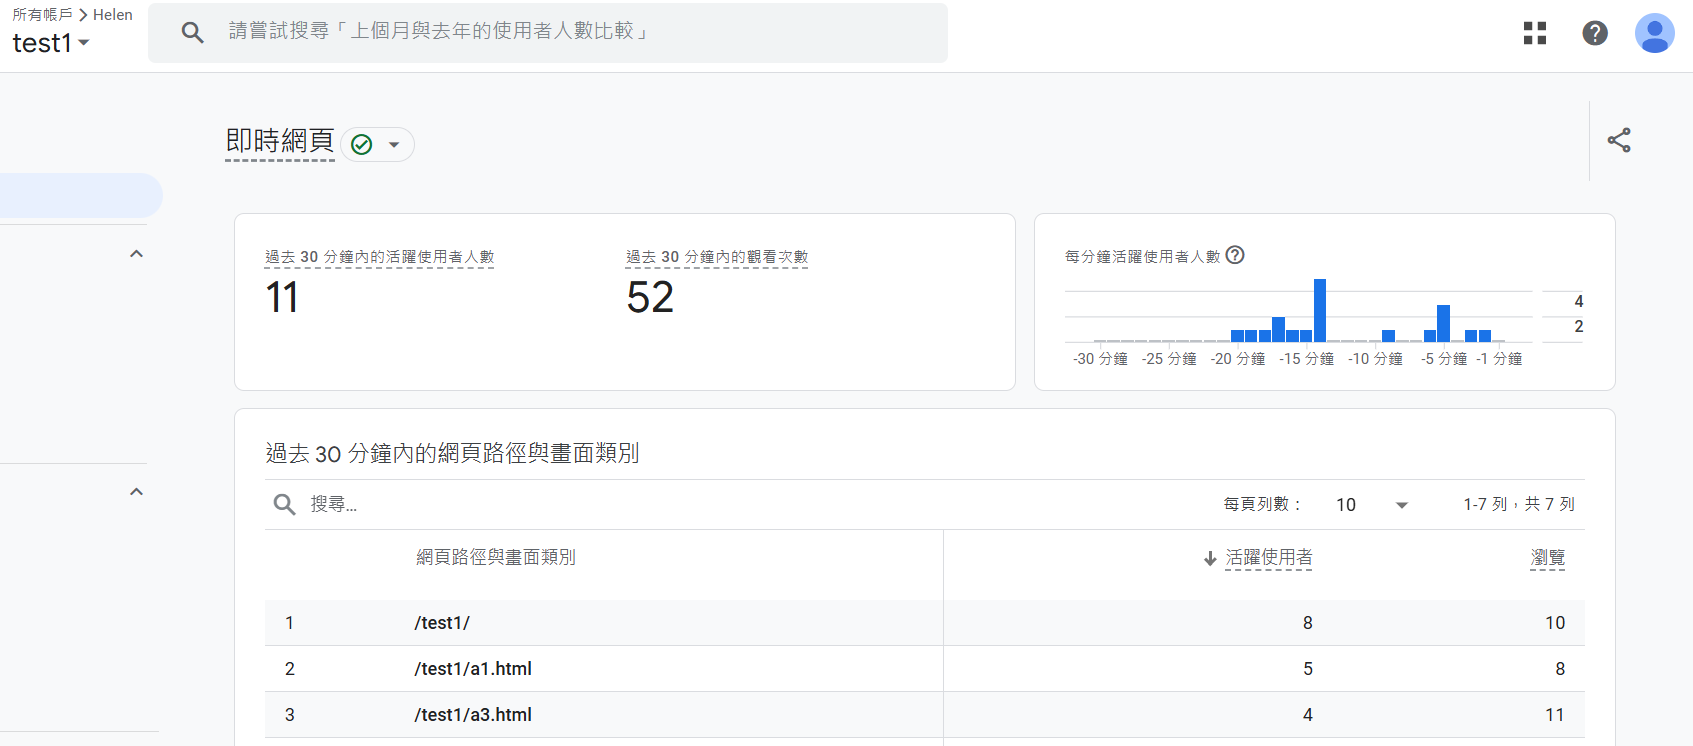 所有帳戶 > Helen
test1
請嘗試搜尋「上個月與去年的使用者人數比較」
即時網頁
過去 30 分鐘內的活躍使用者人數
11
過去 30 分鐘內的觀看次數
52
每分鐘活躍使用者人數
4
2
-30 分鐘 -25 分鐘 -20 分鐘 -15 分鐘 -10 分鐘 -5 分鐘 -1 分鐘
過去 30 分鐘內的網頁路徑與畫面類別
搜尋... 每頁列數： 10 1-7 列，共 7 列
網頁路徑與畫面類別 活躍使用者 瀏覽
1 /test1/ 8 10
2 /test1/a1.html 5 8
3 /test1/a3.html 4 11